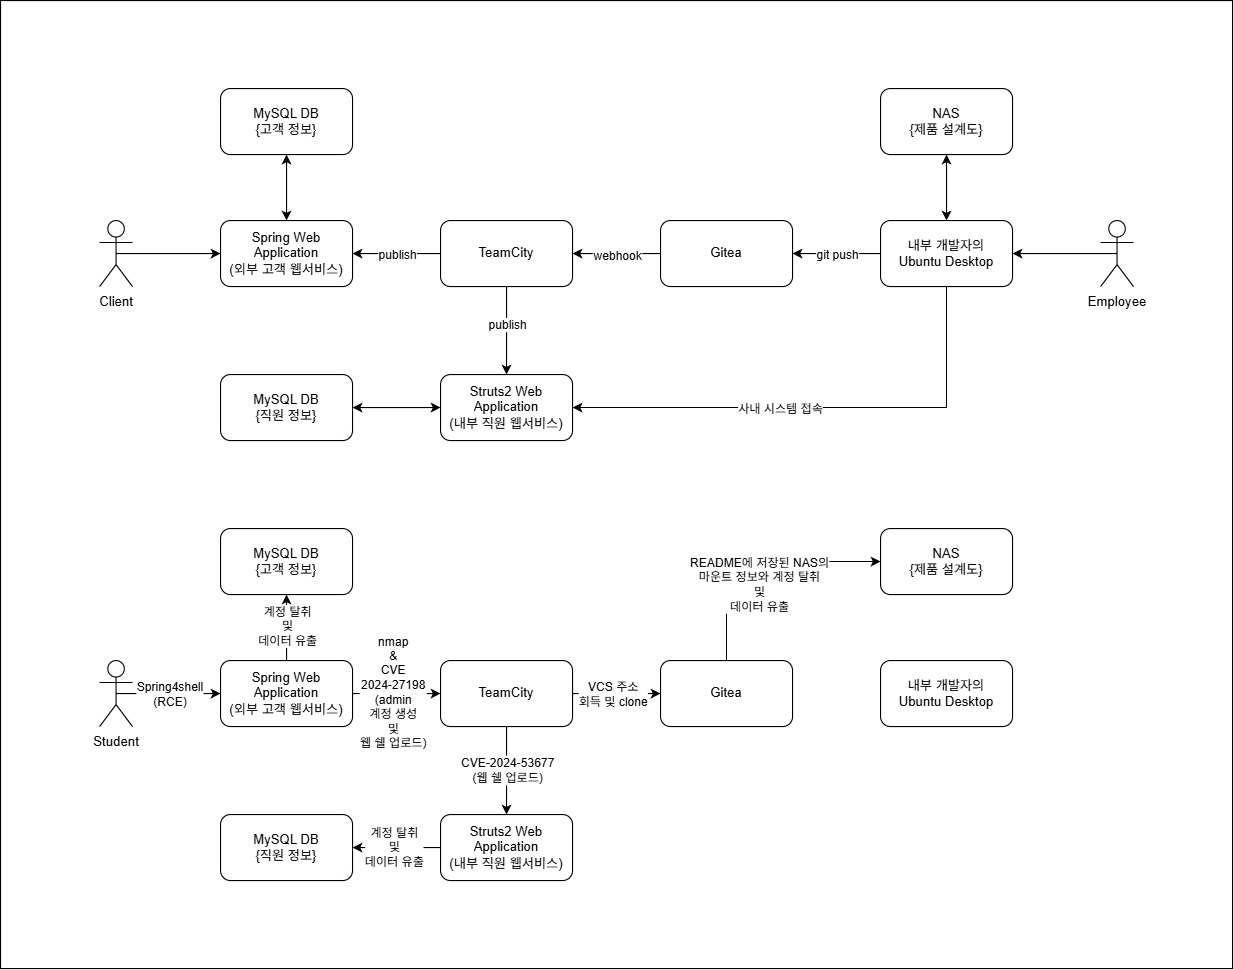 MySQL DB
{고객 정보}
NAS
{제품 설계도}
Client
Spring Web
Application
(외부 고객 웹서비스)
publish
TeamCity
webhook
Gitea
git push
내부 개발자의
Ubuntu Desktop
Employee
publish
MySQL DB
{직원 정보}
Struts2 Web
Application
(내부 직원 웹서비스)
사내 시스템 접속
MySQL DB
{고객 정보}
README에 저장된 NAS의
마운트 정보와 계정 탈취
및
데이터 유출
NAS
{제품 설계도}
계정 탈취
및
데이터 유출
Student
Spring4shell
(RCE)
Spring Web
Application
(외부 고객 웹서비스)
nmap
&
CVE
2024-27198
(admin
계정 생성
및
웹 쉘 업로드)
TeamCity
VCS 주소
회득 및 clone
Gitea
내부 개발자의
Ubuntu Desktop
CVE-2024-53677
(웹 쉘 업로드)
MySQL DB
{직원 정보}
계정 탈취
및
데이터 유출
Struts2 Web
Application
(내부 직원 웹서비스)